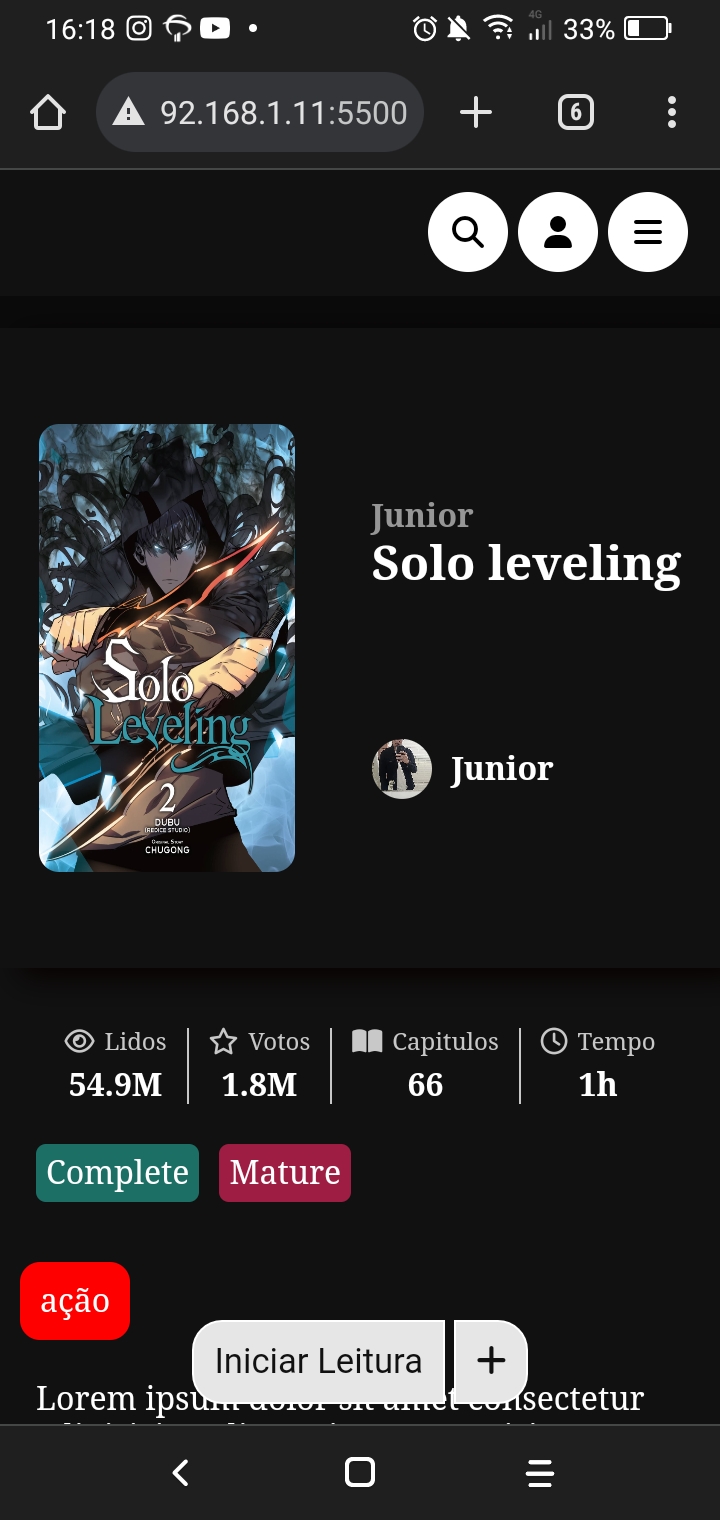 16:18
4G
33%
92.168.1.11:5500
6
Solo
Leveling
2
DUBU
(REDICE STUDIO)
ORIGINAL STORY
CHUGONG
Junior
Solo leveling
Junior
Lidos Votos Capitulos Tempo
54.9M 1.8M 66 1h
Complete Mature
ação
Iniciar Leitura +
Lorem ipsum dolor sit amet consectetur